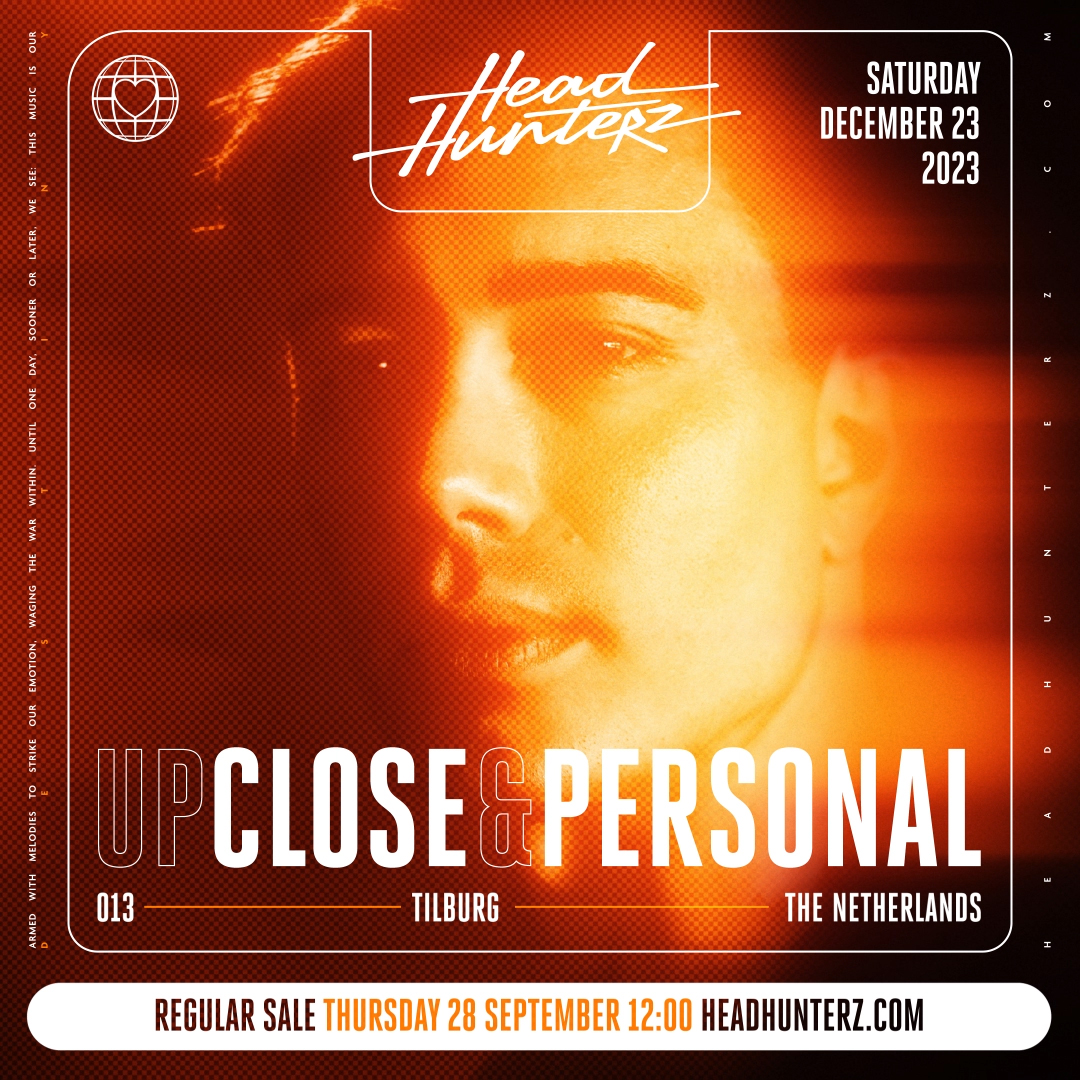 Head
Hunterz
SATURDAY
DECEMBER 23
2023
ARMED WITH MELODIES TO STRIKE OUR EMOTION, WAGING THE WAR WITHIN. UNTIL ONE DAY, SOONER OR LATER, WE SEE: THIS MUSIC IS OUR
DESTINY
HEADHUNTERZ.COM
UPCLOSE&PERSONAL
013 TILBURG THE NETHERLANDS
REGULAR SALE THURSDAY 28 SEPTEMBER 12:00 HEADHUNTERZ.COM